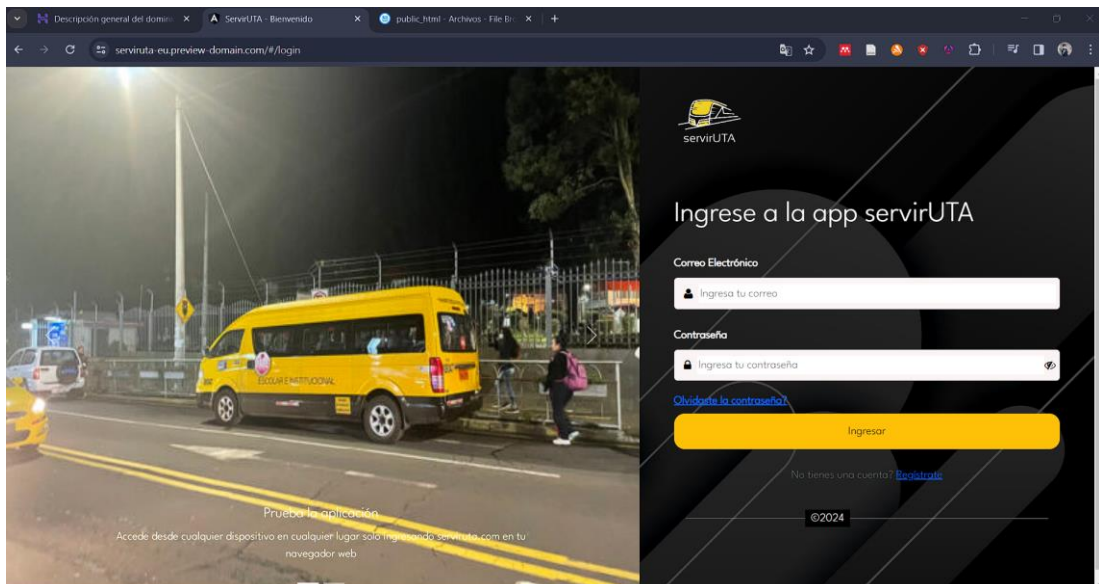 Descripción general del domini
ServirUTA - Bienvenido
public_html - Archivos - File Bro
serviruta-eu.preview-domain.com/#/login
servirUTA
Ingrese a la app servirUTA
Correo Electrónico
Ingresa tu correo
Contraseña
Ingresa tu contraseña
Olvidaste la contraseña?
Ingresar
No tienes una cuenta? Regístrate
©2024
ESCOLAR E INSTITUCIONAL
Prueba la aplicación
Accede desde cualquier dispositivo en cualquier lugar solo ingresando serviruta.com en tu
navegador web